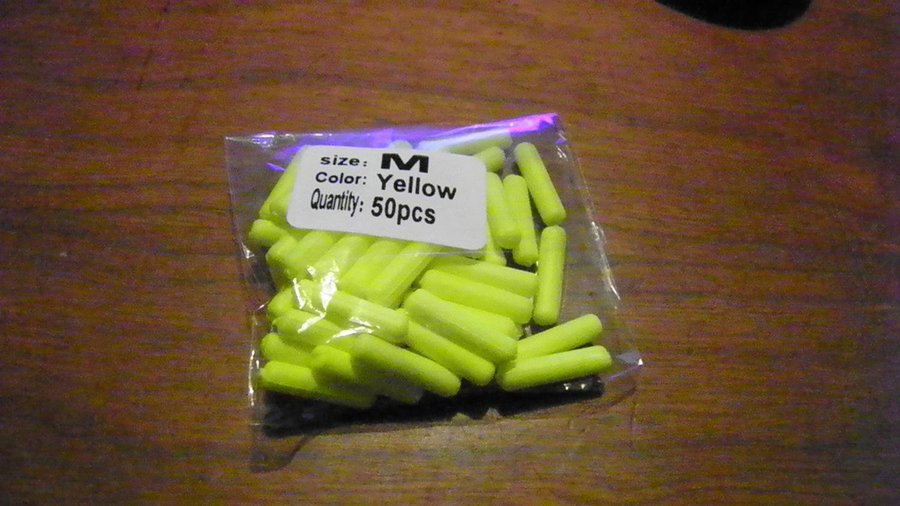 size: M
Color: Yellow
Quantity: 50pcs